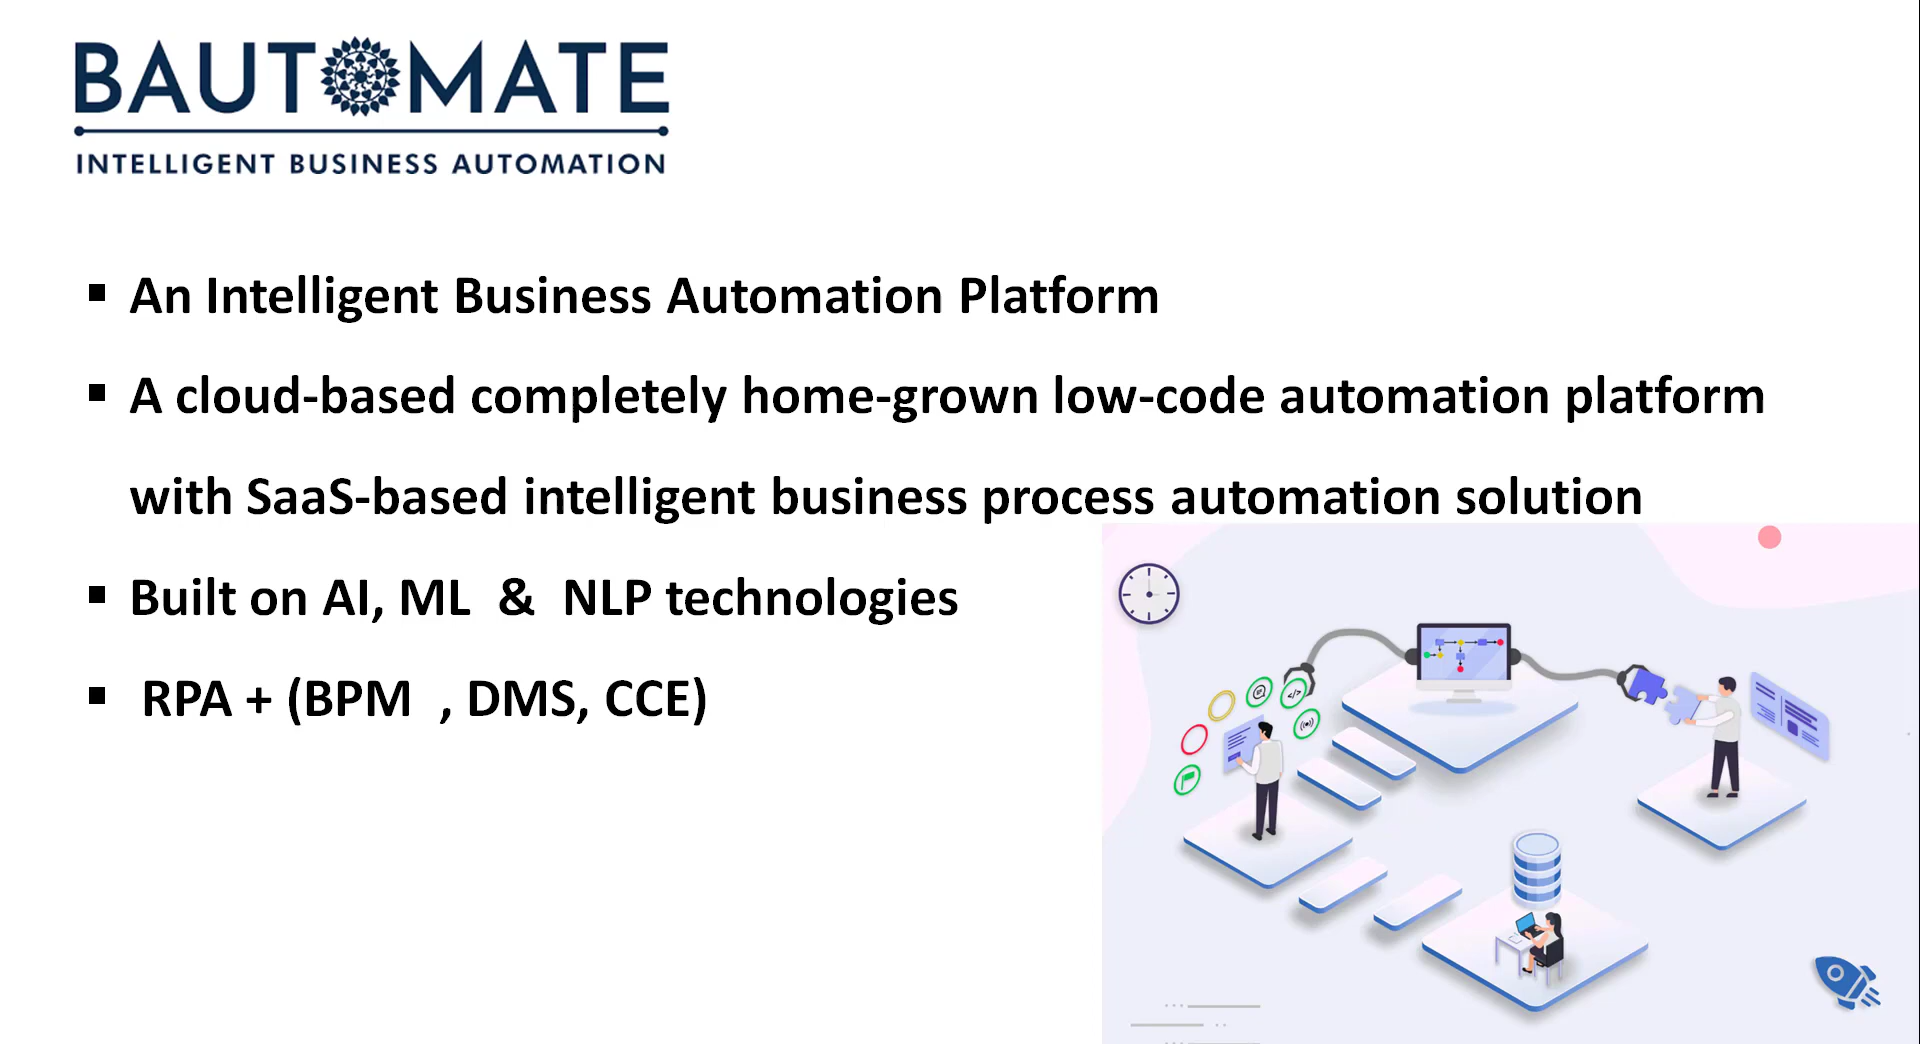 BAUTOMATE
INTELLIGENT BUSINESS AUTOMATION
▪ An Intelligent Business Automation Platform
▪ A cloud-based completely home-grown low-code automation platform
with SaaS-based intelligent business process automation solution
▪ Built on AI, ML & NLP technologies
▪ RPA + (BPM , DMS, CCE)